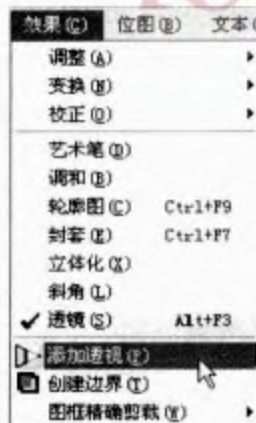 效果(C) 位图(B) 文本(
调整(A)
变换(N)
校正(O)
艺术笔(D)
调和(B)
轮廓图(C) Ctrl+F9
封套(E) Ctrl+F7
立体化(X)
斜角(L)
透镜(S) Alt+F3
添加透视(P)
创建边界(T)
图框精确剪裁(W)